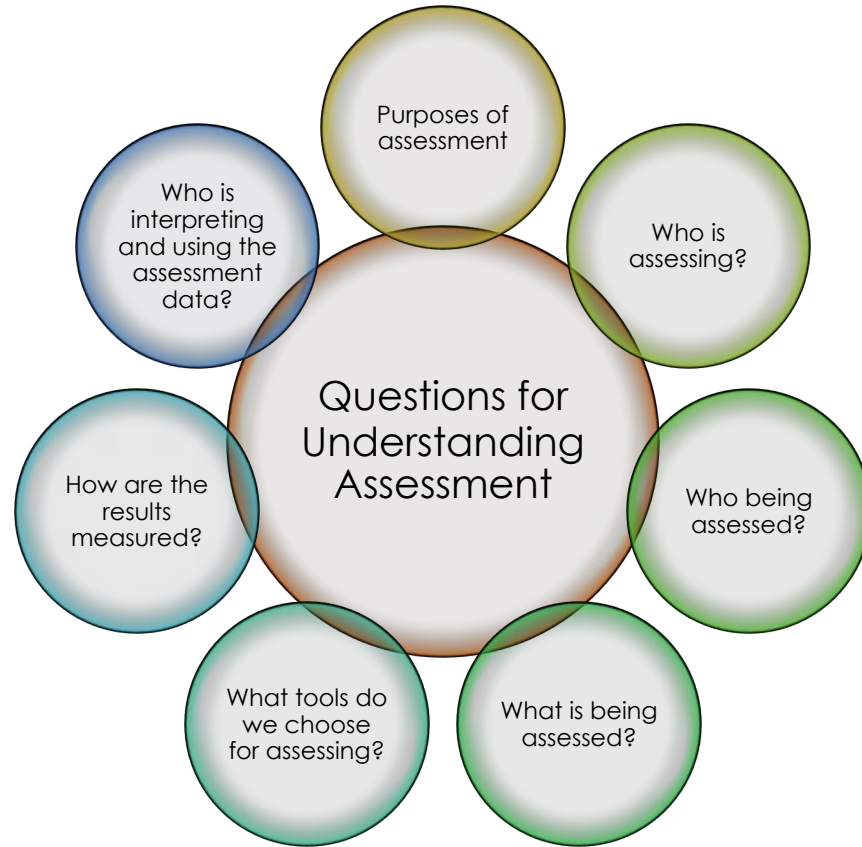 Purposes of
assessment
Who is
assessing?
Who being
assessed?
What is being
assessed?
What tools do
we choose
for assessing?
How are the
results
measured?
Who is
interpreting
and using the
assessment
data?
Questions for
Understanding
Assessment